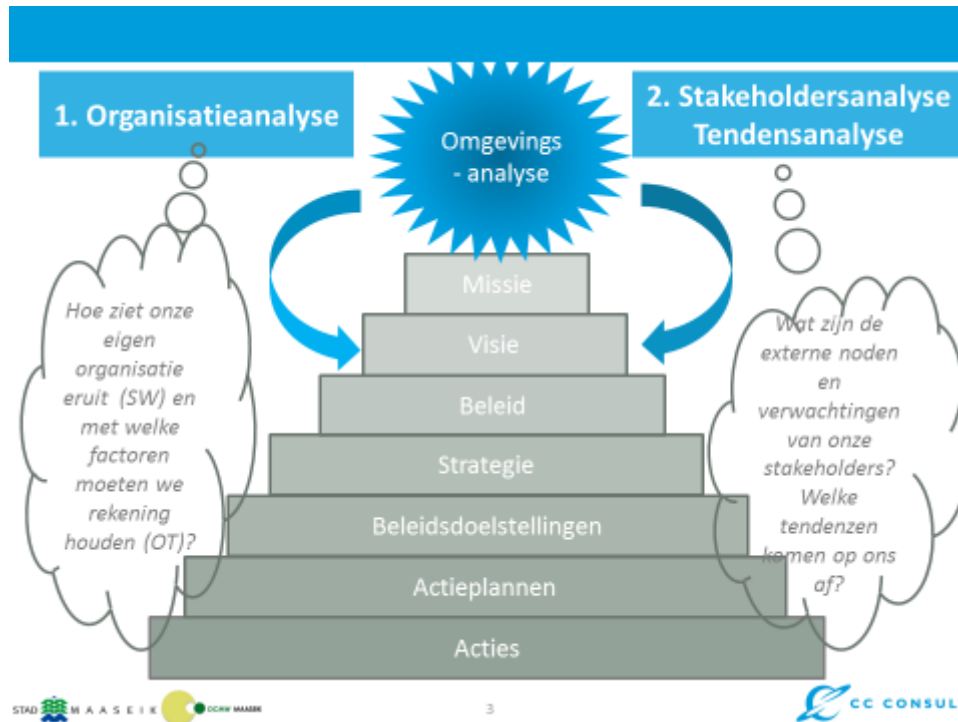 1. Organisatieanalyse
Omgevings
- analyse
2. Stakeholdersanalyse
Tendensanalyse
Hoe ziet onze
eigen
organisatie
eruit (SW) en
met welke
factoren
moeten we
rekening
houden (OT)?
Missie
Visie
Beleid
Strategie
Beleidsdoelstellingen
Actieplannen
Acties
Wat zijn de
externe noden
en
verwachtingen
van onze
stakeholders?
Welke
tendenzen
komen op ons
af?
STAD MAASEIK
OCMW MAASEIK
3
CC CONSUL